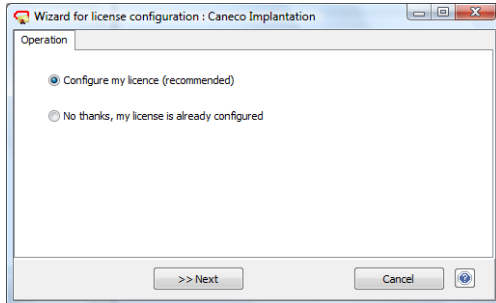 Wizard for license configuration : Caneco Implantation
Operation
Configure my licence (recommended)
No thanks, my license is already configured
>> Next
Cancel